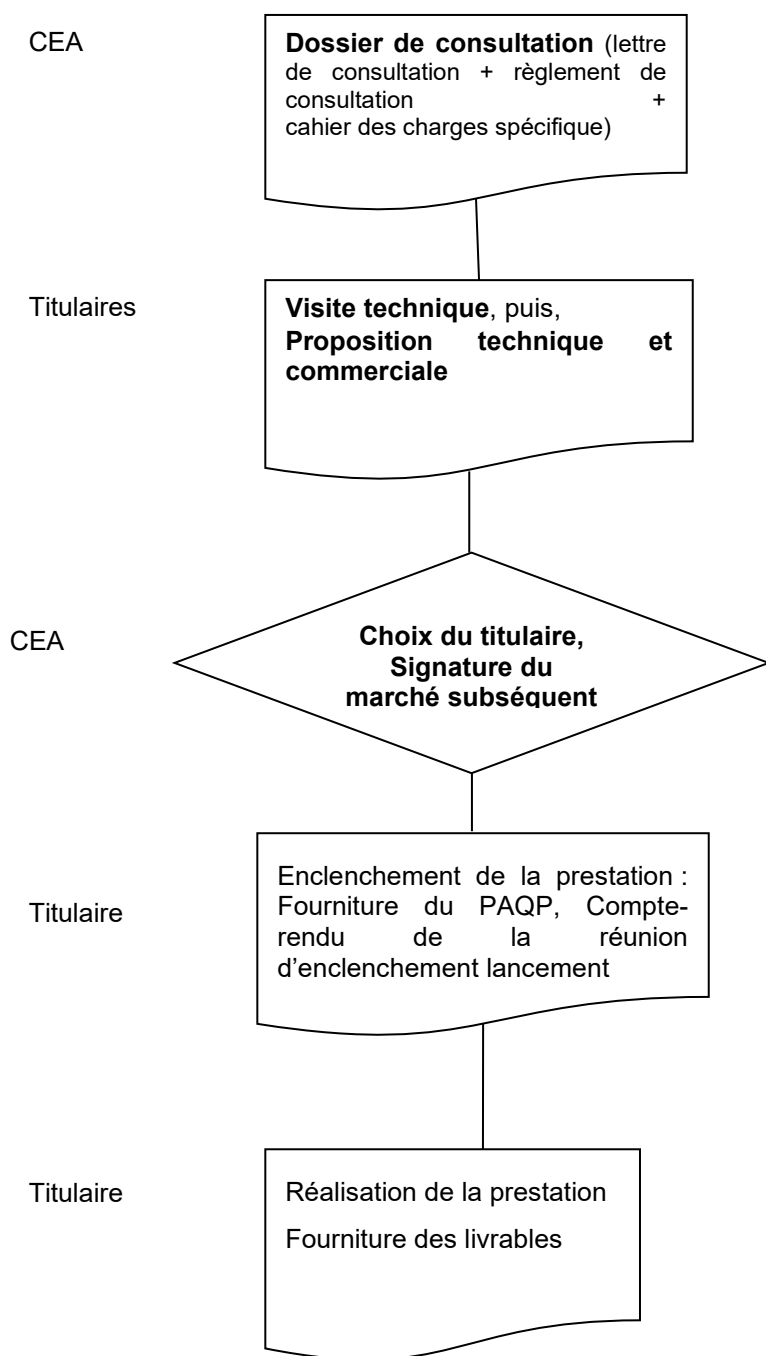 CEA
Dossier de consultation (lettre
de consultation + règlement de
consultation +
cahier des charges spécifique)
Titulaires
Visite technique, puis,
Proposition technique et
commerciale
CEA
Choix du titulaire,
Signature du
marché subséquent
Titulaire
Enclenchement de la prestation :
Fourniture du PAQP, Compte-
rendu de la réunion
d’enclenchement lancement
Titulaire
Réalisation de la prestation
Fourniture des livrables